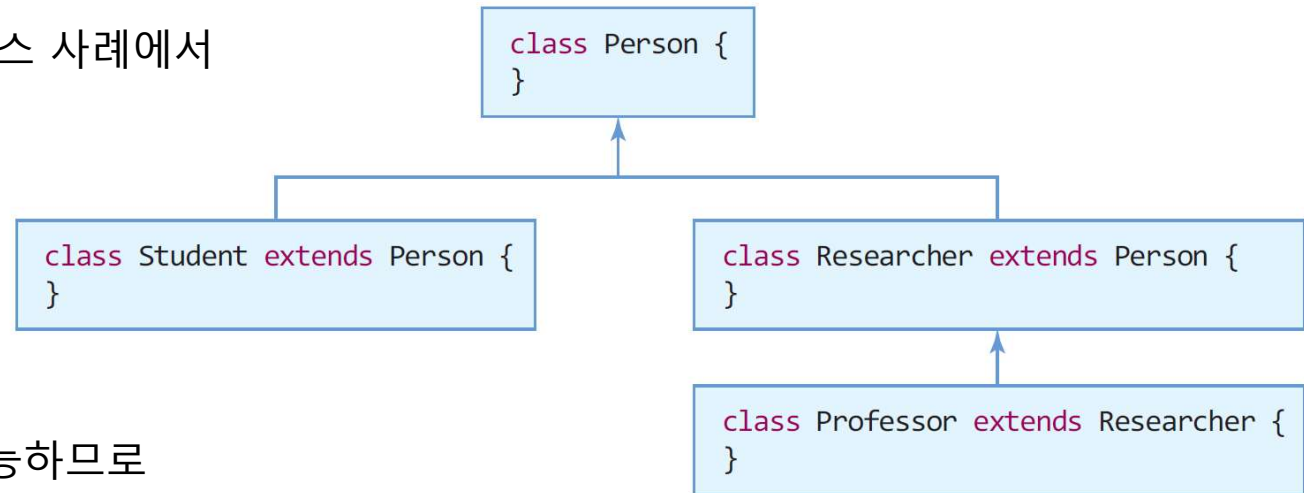 스 사례에서
class Person {
}
class Student extends Person {
}
class Researcher extends Person {
}
class Professor extends Researcher {
}
능하므로